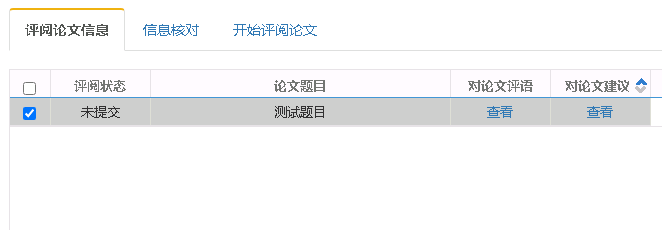 评阅论文信息 信息核对 开始评阅论文
评阅状态 论文题目 对论文评语 对论文建议
未提交 测试题目 查看 查看